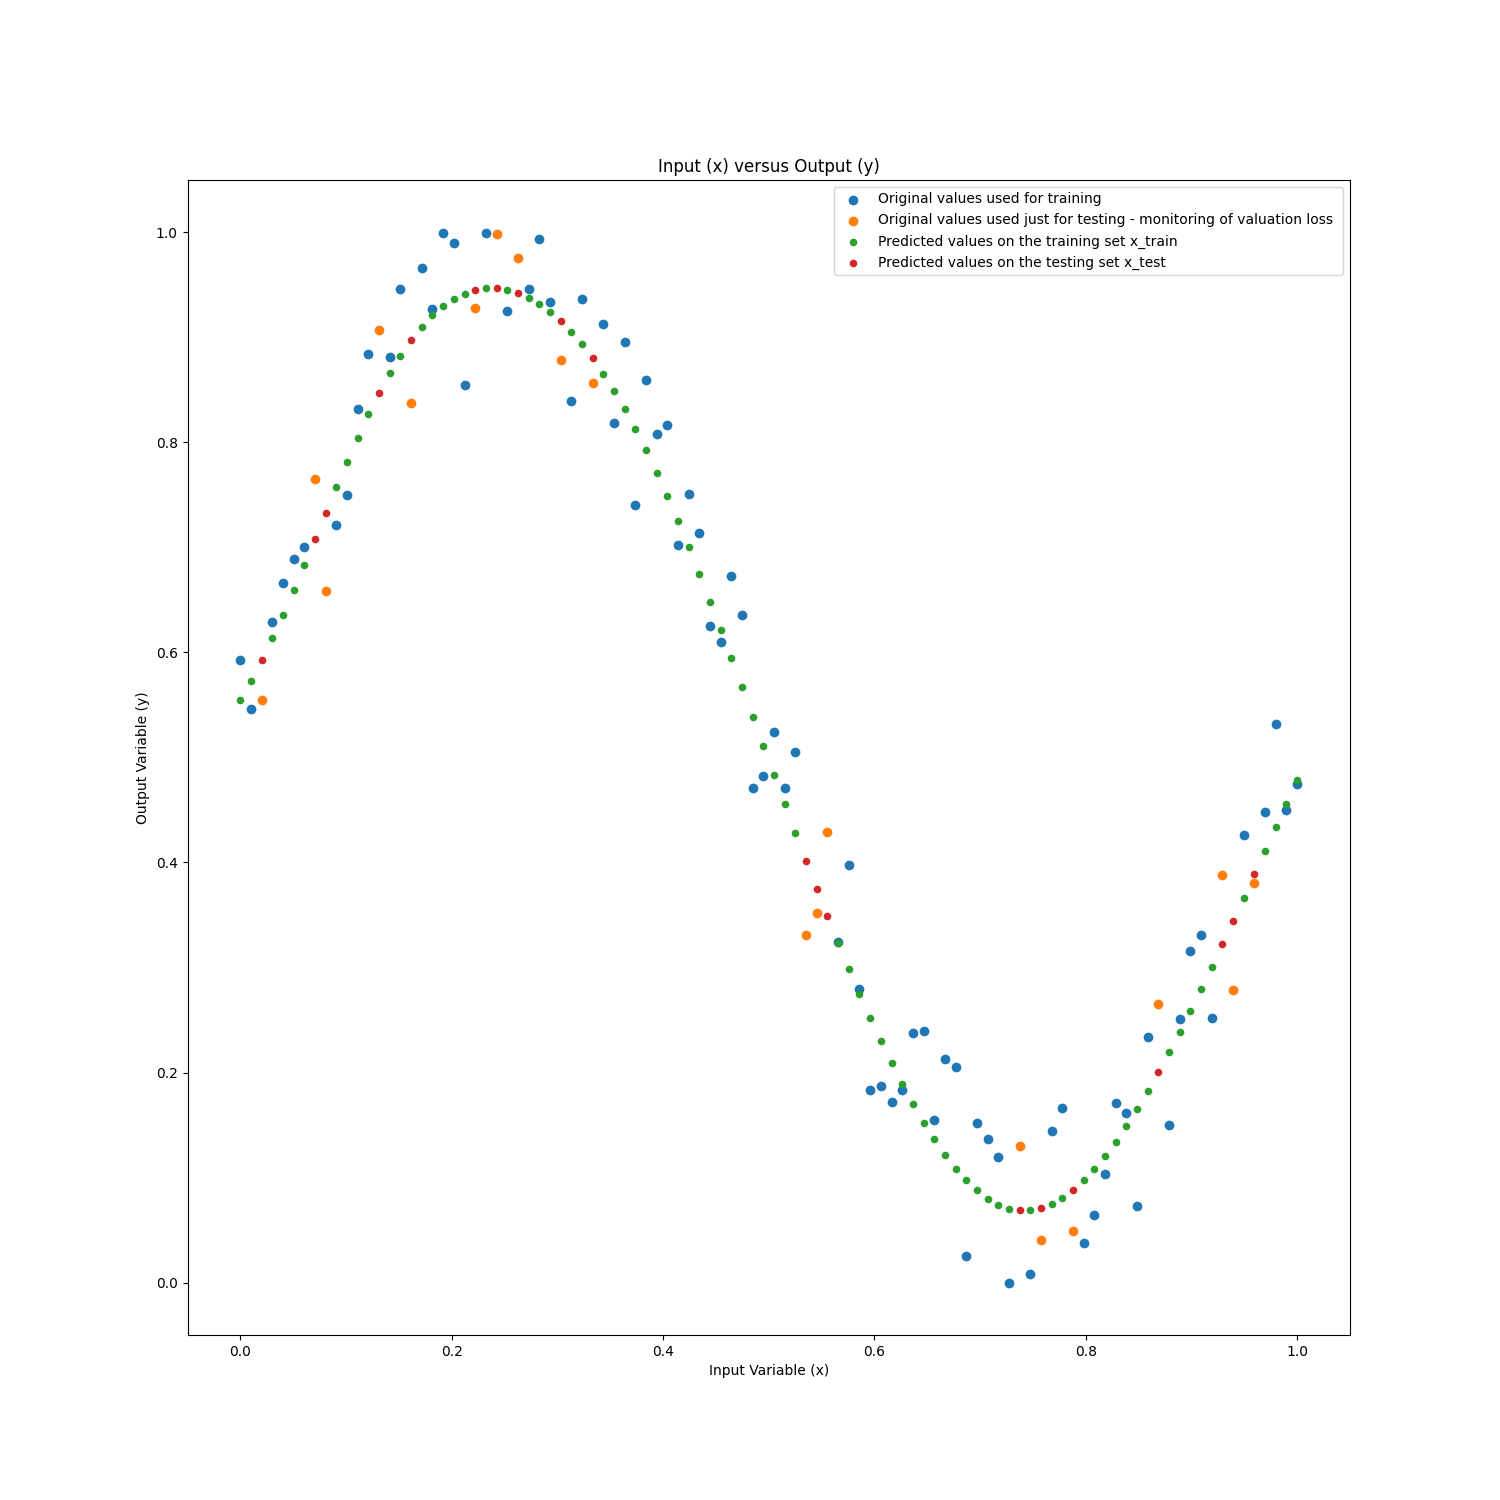 Input (x) versus Output (y)
Original values used for training
Original values used just for testing - monitoring of valuation loss
Predicted values on the training set x_train
Predicted values on the testing set x_test
1.0
0.8
0.6
0.4
0.2
0.0
Output Variable (y)
0.0 0.2 0.4 0.6 0.8 1.0
Input Variable (x)